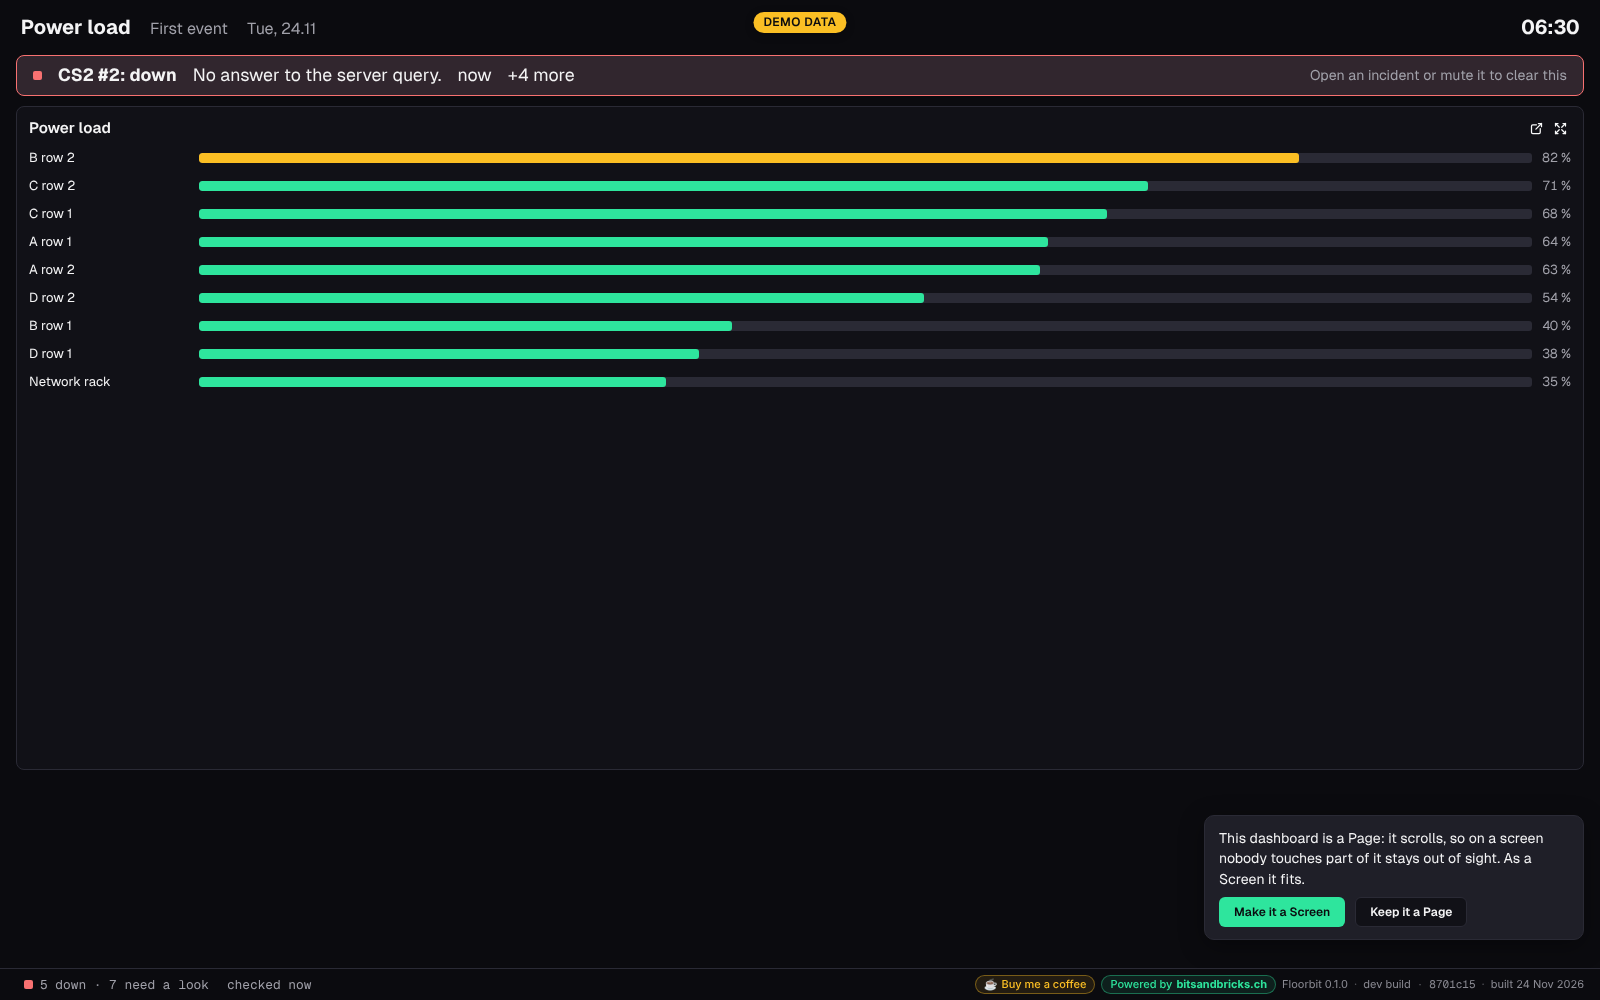 Power load First event Tue, 24.11 DEMO DATA 06:30
CS2 #2: down No answer to the server query. now +4 more Open an incident or mute it to clear this
Power load
B row 2 82 %
C row 2 71 %
C row 1 68 %
A row 1 64 %
A row 2 63 %
D row 2 54 %
B row 1 40 %
D row 1 38 %
Network rack 35 %
This dashboard is a Page: it scrolls, so on a screen
nobody touches part of it stays out of sight. As a
Screen it fits.
Make it a Screen Keep it a Page
5 down · 7 need a look checked now ☕ Buy me a coffee Powered by bitsandbricks.ch Floorbit 0.1.0 · dev build · 8701c15 · built 24 Nov 2026